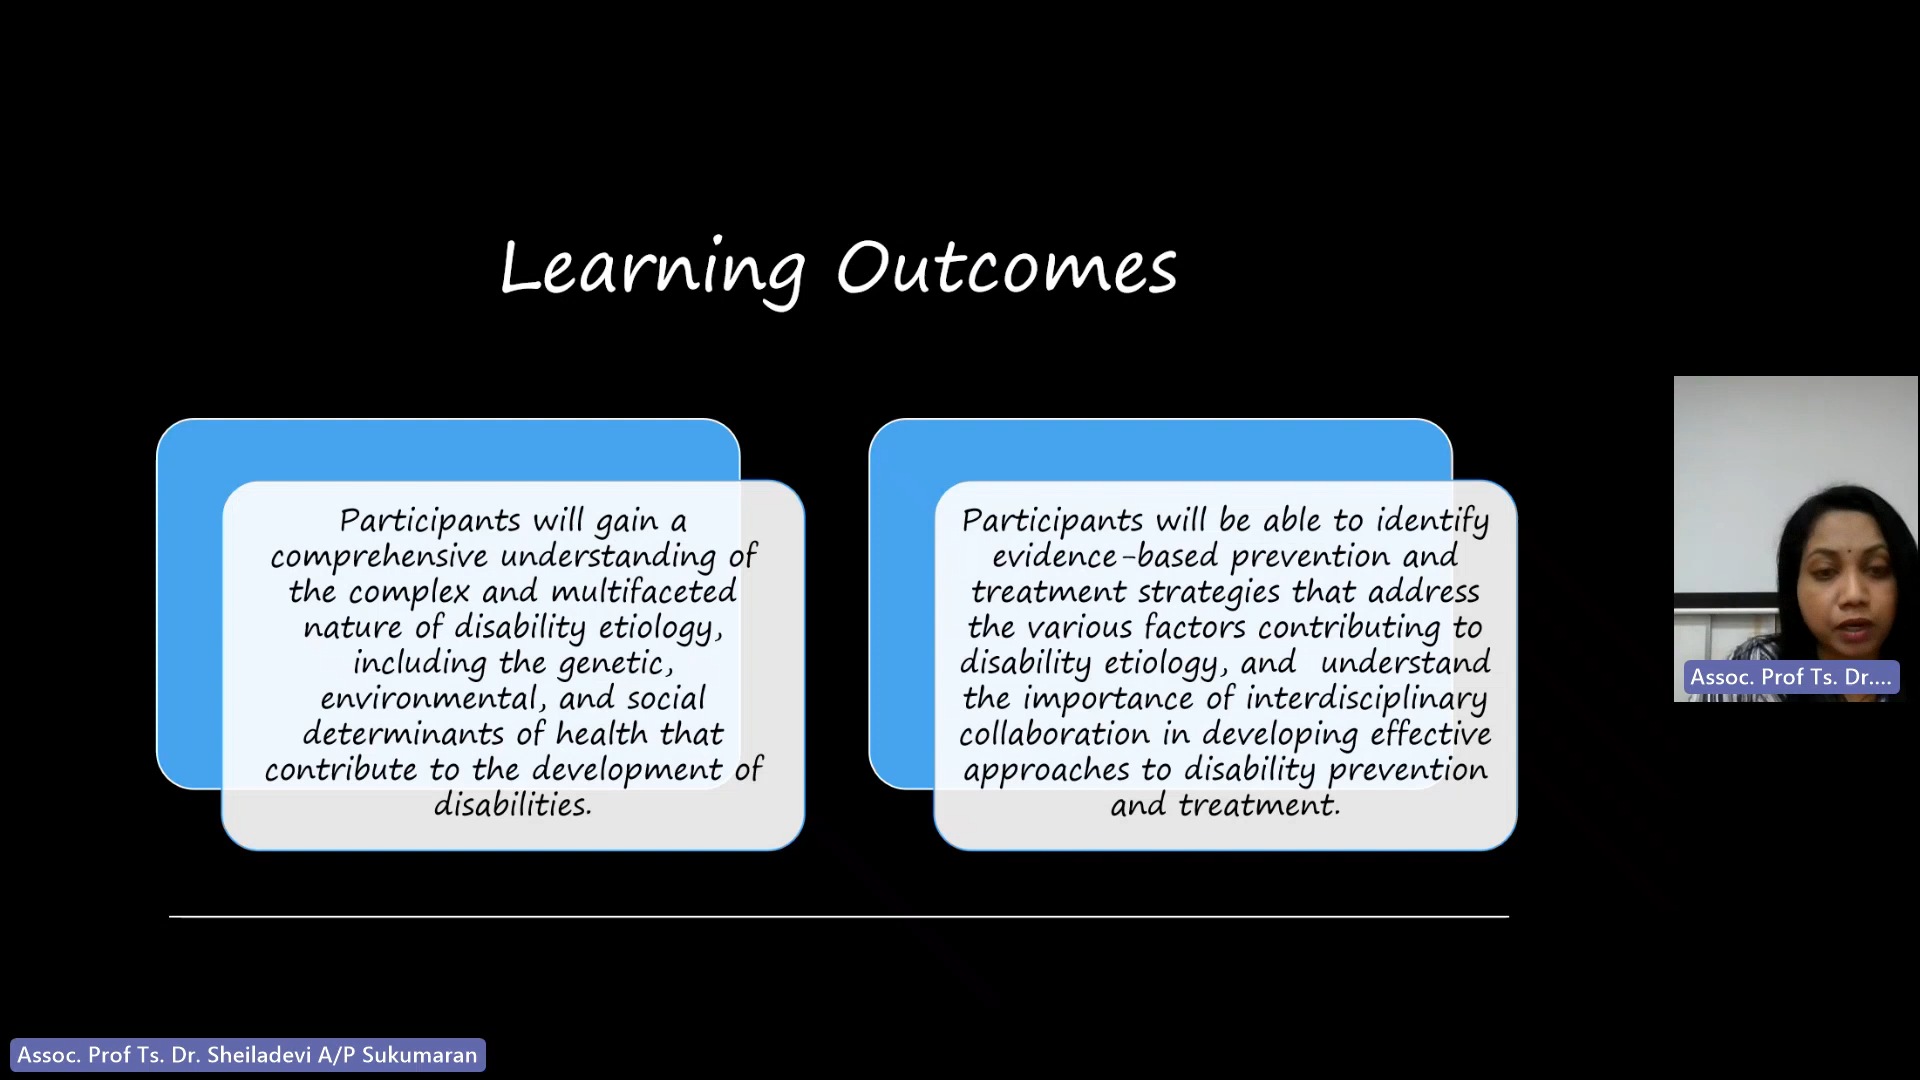 Learning Outcomes
Participants will gain a
comprehensive understanding of
the complex and multifaceted
nature of disability etiology,
including the genetic,
environmental, and social
determinants of health that
contribute to the development of
disabilities.
Participants will be able to identify
evidence-based prevention and
treatment strategies that address
the various factors contributing to
disability etiology, and  understand
the importance of interdisciplinary
collaboration in developing effective
approaches to disability prevention
and treatment.
Assoc. Prof Ts. Dr....
Assoc. Prof Ts. Dr. Sheiladevi A/P Sukumaran